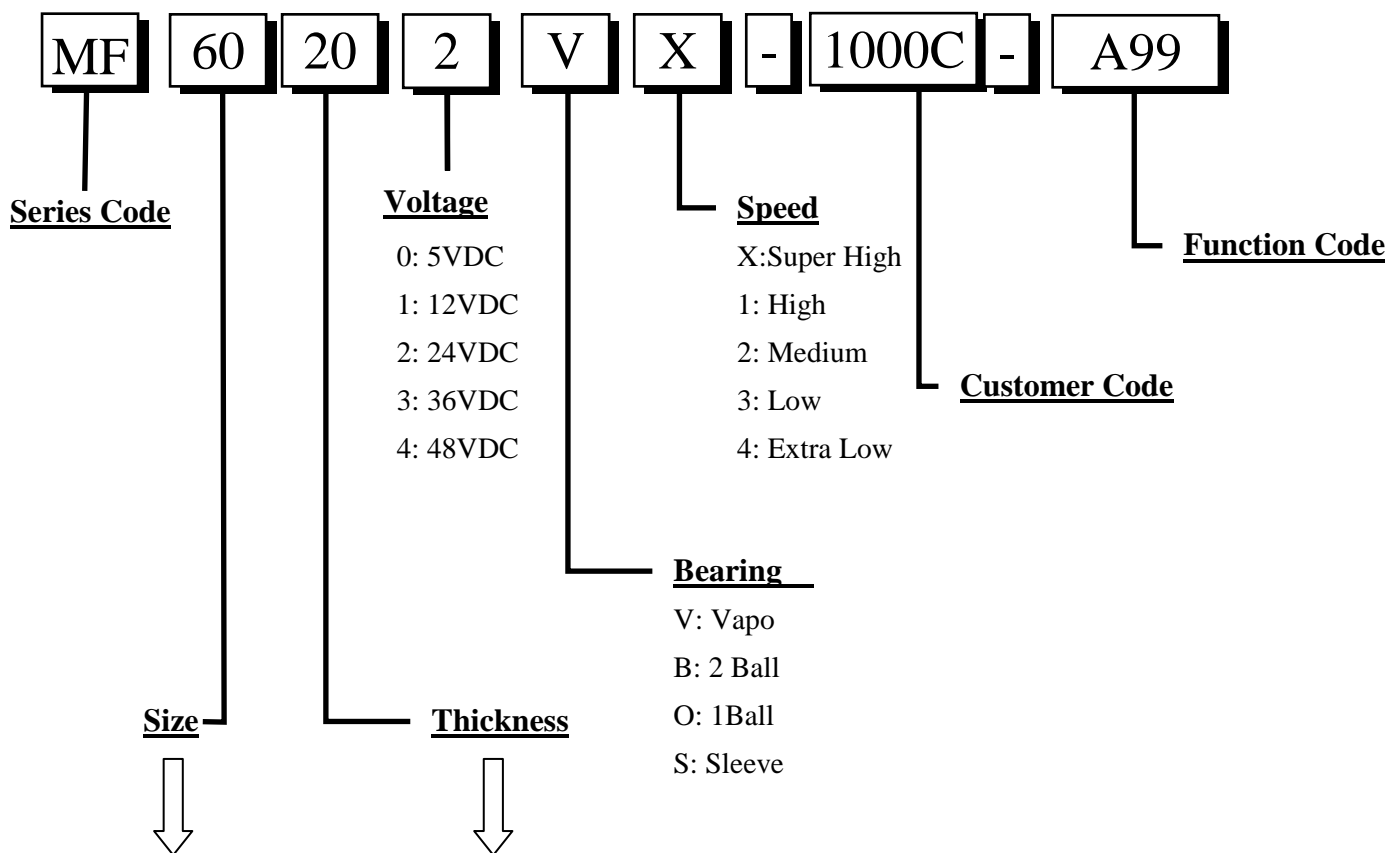 MF 60 20 2 V X - 1000C - A99
Series Code
Voltage
0: 5VDC
1: 12VDC
2: 24VDC
3: 36VDC
4: 48VDC
Speed
X:Super High
1: High
2: Medium
3: Low
4: Extra Low
Function Code
Customer Code
Bearing
V: Vapo
B: 2 Ball
O: 1Ball
S: Sleeve
Size
Thickness